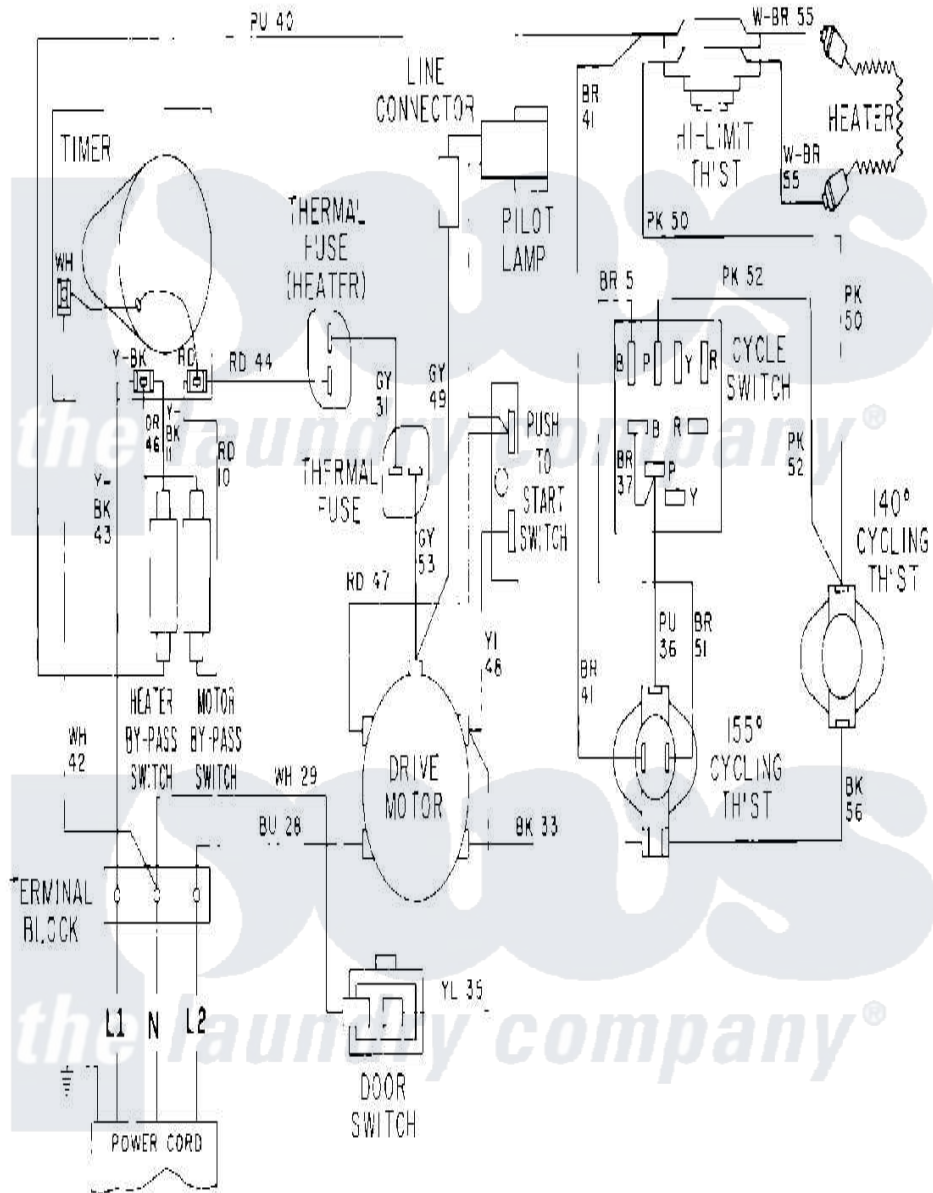 PU 40
W-BR 55
LINE
CONNECTOR
BR
41
HEATER
TIMER
HI-LIMIT
TH'ST
W-BR
55
THERMAL
FUSE
(HEATER)
PILOT
LAMP
PK 50
WH
BR 5
PK 52
PK
50
Y-BK
RD
RD 44
GY
31
GY
49
B
P
Y
R
CYCLE
SWITCH
OR
46
Y-
BK
11
RD
10
PUSH
TO
START
SWITCH
B
R
BR
37
P
Y
PK
52
THERMAL
FUSE
Y-
BK
43
GY
53
140°
CYCLING
TH'ST
RD 47
PU
36
BR
51
48
BR
41
HEATER
BY-PASS
SWITCH
MOTOR
BY-PASS
SWITCH
WH
42
WH 29
DRIVE
MOTOR
155°
CYCLING
TH'ST
BK
56
BU 28
BK 33
TERMINAL
BLOCK
YL 35
L1
N
L2
DOOR
SWITCH
POWER CORD
the laundry company®
the laundry company®